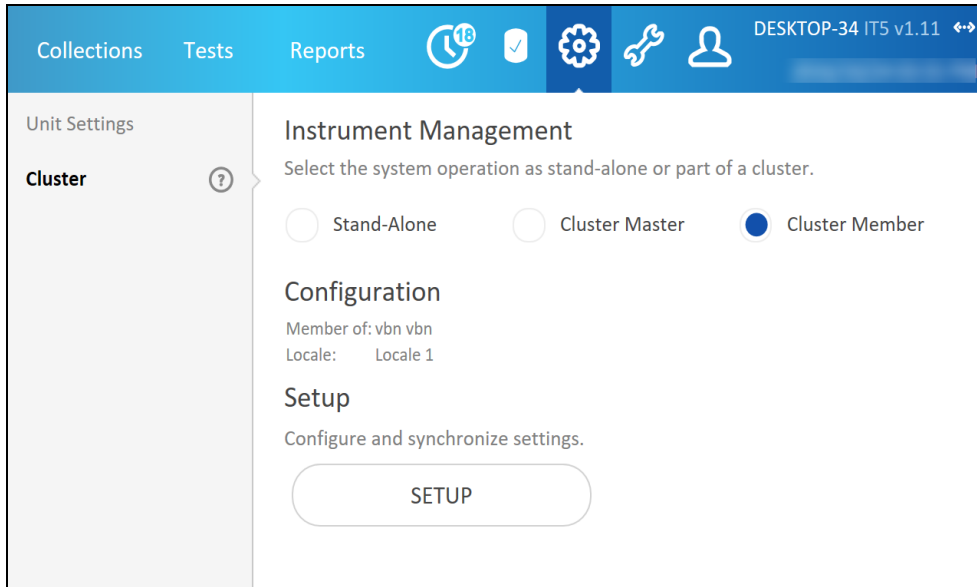 Collections Tests Reports 18 DESKTOP-34 IT5 v1.11
Unit Settings
Cluster ?
Instrument Management
Select the system operation as stand-alone or part of a cluster.
Stand-Alone Cluster Master Cluster Member
Configuration
Member of: vbn vbn
Locale: Locale 1
Setup
Configure and synchronize settings.
SETUP